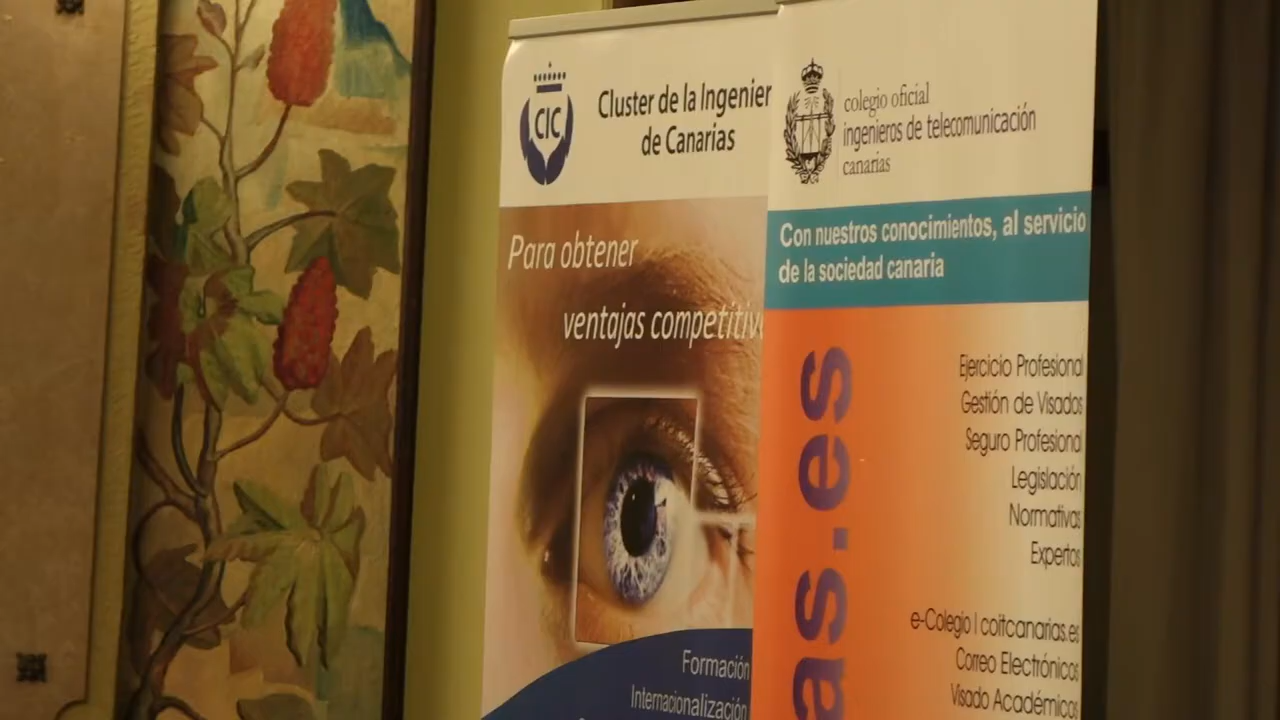 CIC
Cluster de la Ingenier
de Canarias
Para obtener
ventajas competitiv
Formación
Internacionalización
colegio oficial
ingenieros de telecomunicación
canarias
Con nuestros conocimientos, al servicio
de la sociedad canaria
as.es
Ejercicio Profesional
Gestión de Visados
Seguro Profesional
Legislación
Normativas
Expertos
e-Colegio | coitcanarias.es
Correo Electrónicos
Visado Académicos